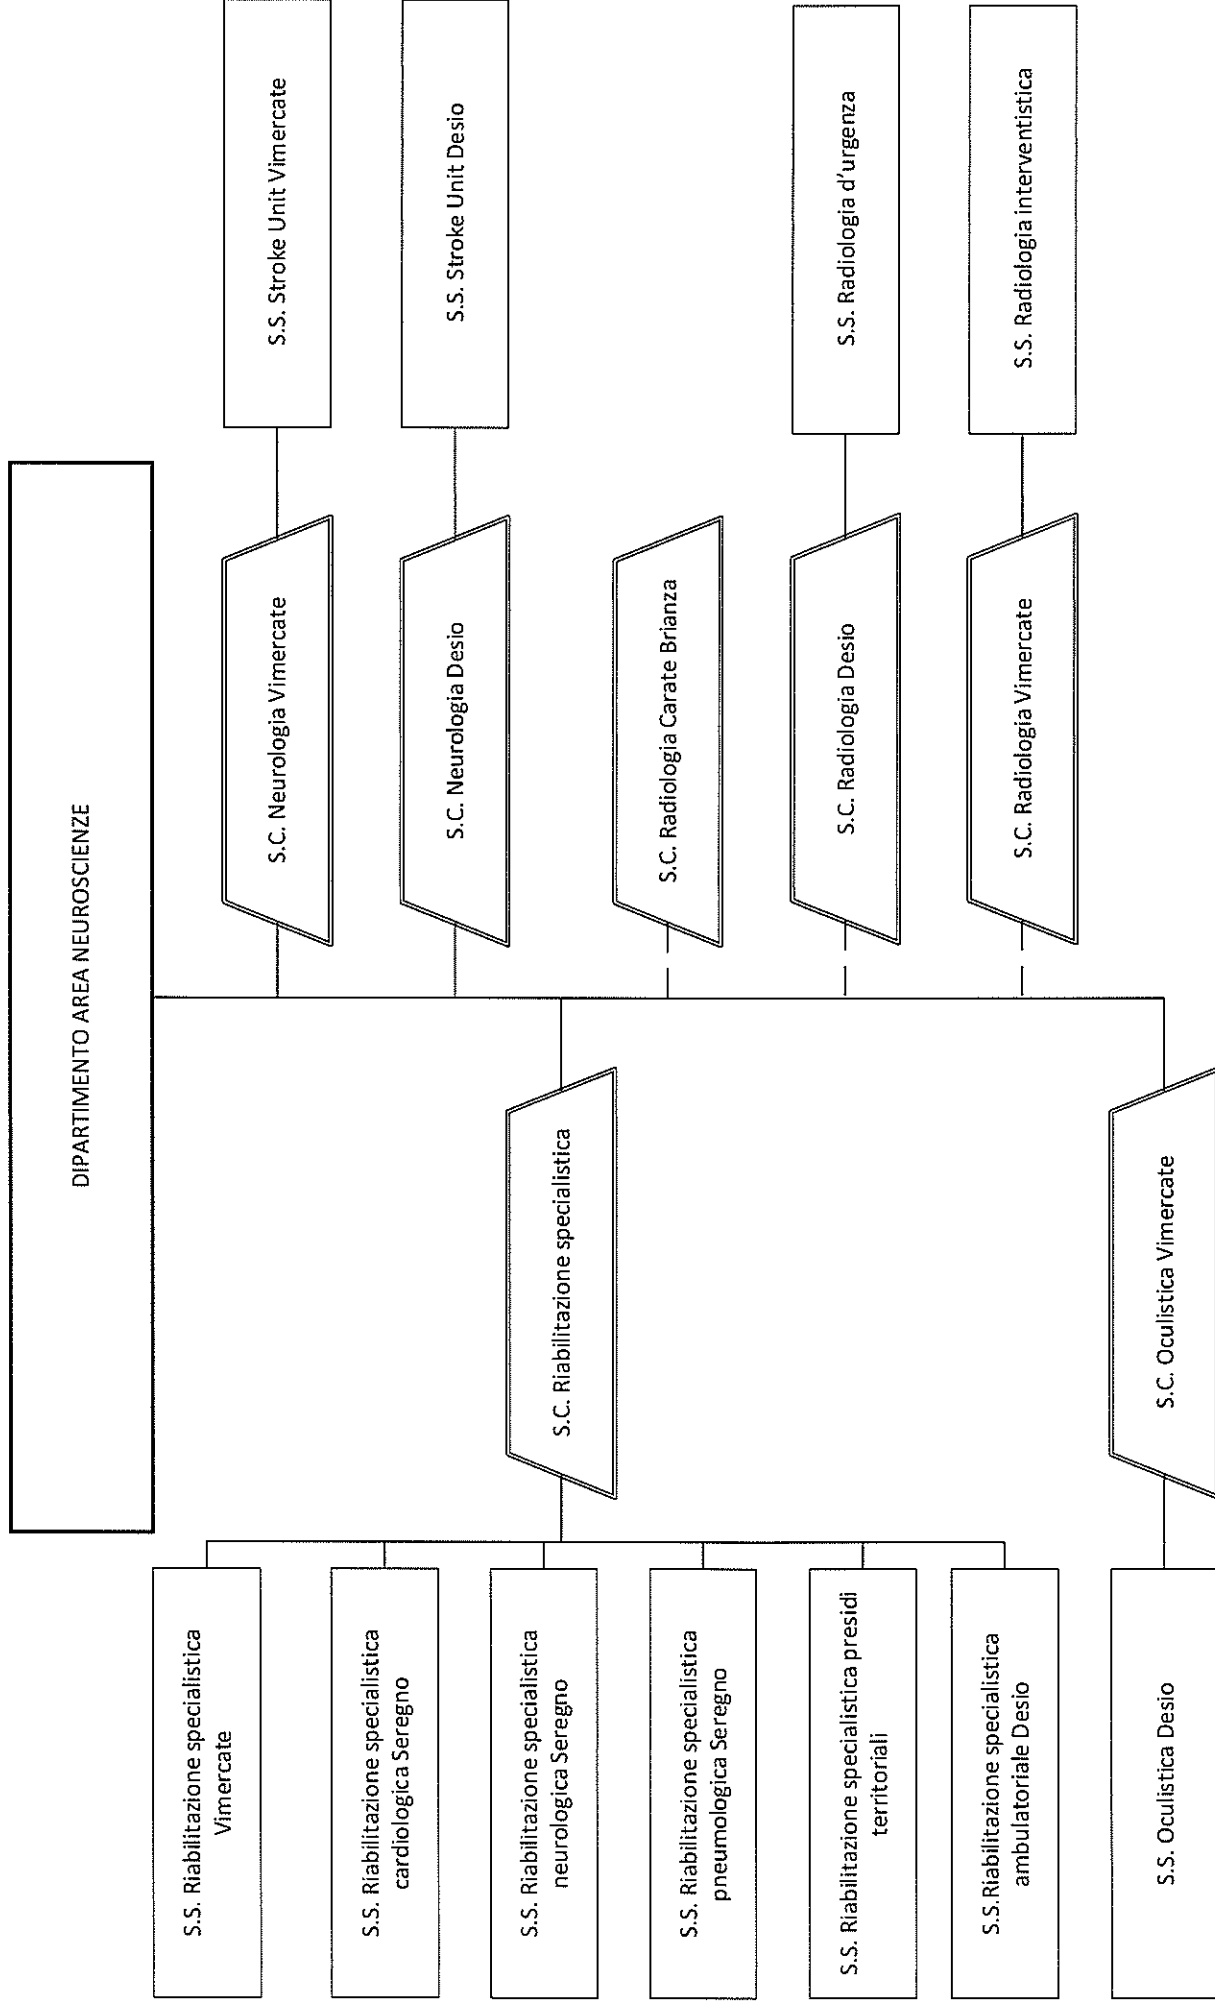 DIPARTIMENTO AREA NEUROSCIENZE
S.S. Riabilitazione specialistica
Vimercate
S.S. Riabilitazione specialistica
cardiologica Seregno
S.S. Riabilitazione specialistica
neurologica Seregno
S.S. Riabilitazione specialistica
pneumologica Seregno
S.S. Riabilitazione specialistica presidi
territoriali
S.S.Riabilitazione specialistica
ambulatoriale Desio
S.S. Oculistica Desio
S.C. Riabilitazione specialistica
S.C. Oculistica Vimercate
S.C. Neurologia Vimercate
S.C. Neurologia Desio
S.C. Radiologia Carate Brianza
S.C. Radiologia Desio
S.C. Radiologia Vimercate
S.S. Stroke Unit Vimercate
S.S. Stroke Unit Desio
S.S. Radiologia d'urgenza
S.S. Radiologia interventistica